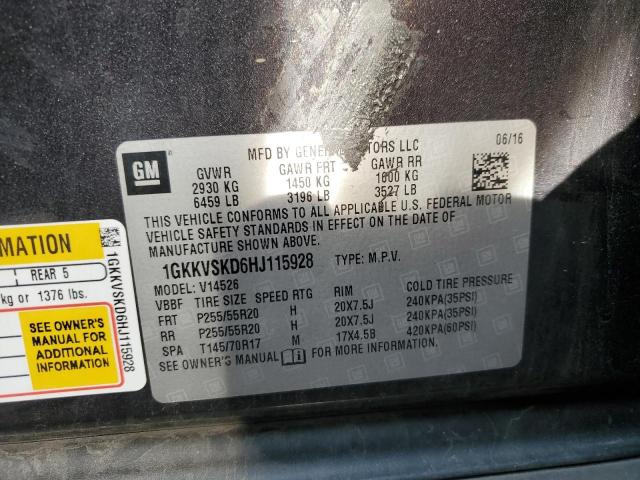 GM
MFD BY GENERAL MOTORS LLC
06/16
GVWR GAWR FRT GAWR RR
2930 KG 1450 KG 1600 KG
6459 LB 3196 LB 3527 LB
THIS VEHICLE CONFORMS TO ALL APPLICABLE U.S. FEDERAL MOTOR
VEHICLE SAFETY STANDARDS IN EFFECT ON THE DATE OF
MANUFACTURE SHOWN ABOVE.
1GKKVSKD6HJ115928 TYPE: M.P.V.
MODEL: V14526
VBBF TIRE SIZE SPEED RTG RIM COLD TIRE PRESSURE
FRT P255/55R20 H 20X7.5J 240KPA(35PSI)
RR P255/55R20 H 20X7.5J 240KPA(35PSI)
SPA T145/70R17 M 17X4.5B 420KPA(60PSI)
SEE OWNER'S MANUAL FOR MORE INFORMATION.
MATION
REAR 5
kg or 1376 lbs.
SEE OWNER'S
MANUAL FOR
ADDITIONAL
INFORMATION
1GKKVSKD6HJ115928